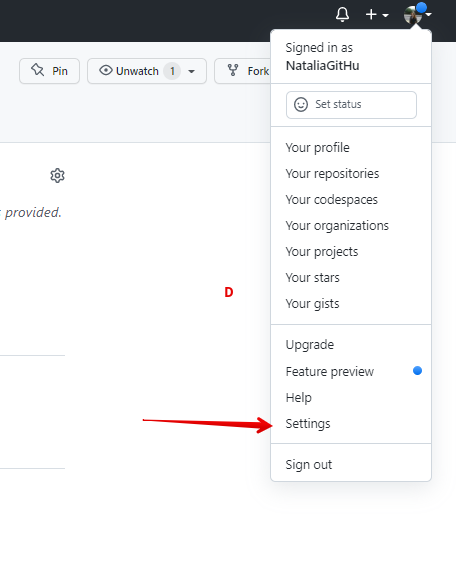 Signed in as
NataliaGitHu
Pin
Unwatch 1
Fork
Set status
Your profile
provided.
Your repositories
Your codespaces
Your organizations
Your projects
Your stars
D
Your gists
Upgrade
Feature preview
Help
Settings
Sign out